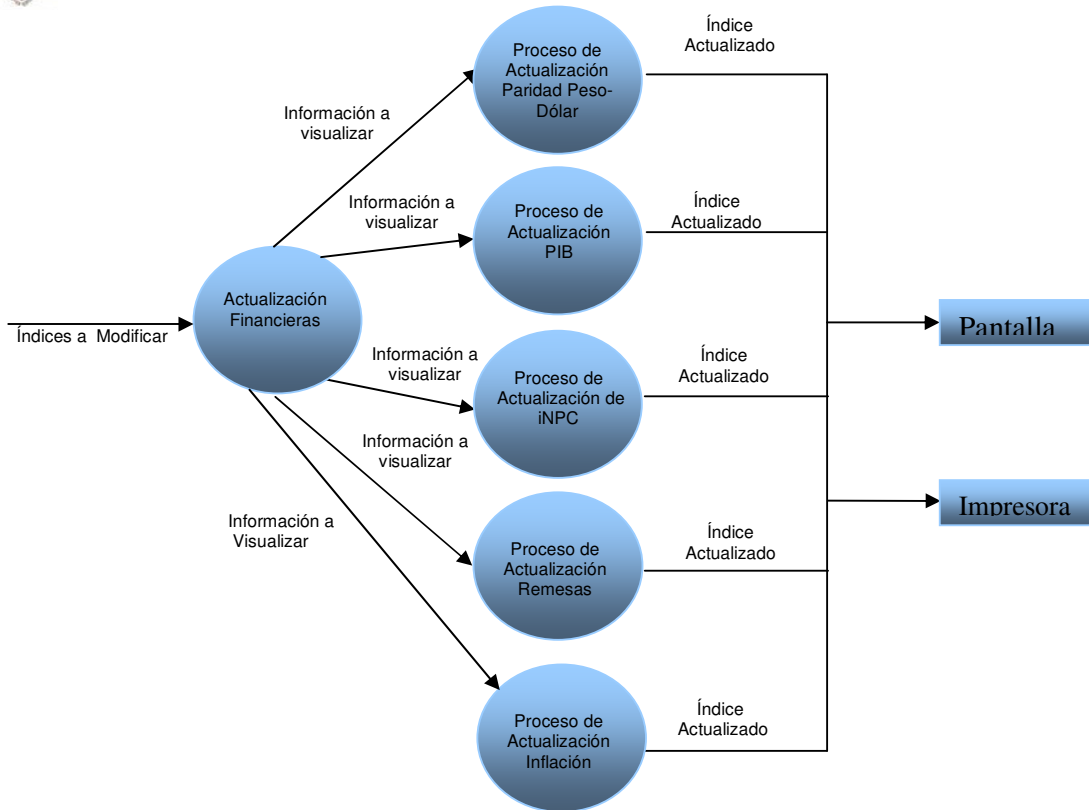 Índice
Actualizado
Proceso de
Actualización
Paridad Peso-
Dólar
Información a
visualizar
Información a
visualizar
Proceso de
Actualización
PIB
Índice
Actualizado
Actualización
Financieras
Índices a Modificar
Pantalla
Información a
visualizar
Proceso de
Actualización de
iNPC
Índice
Actualizado
Información a
visualizar
Impresora
Información a
Visualizar
Proceso de
Actualización
Remesas
Índice
Actualizado
Proceso de
Actualización
Inflación
Índice
Actualizado